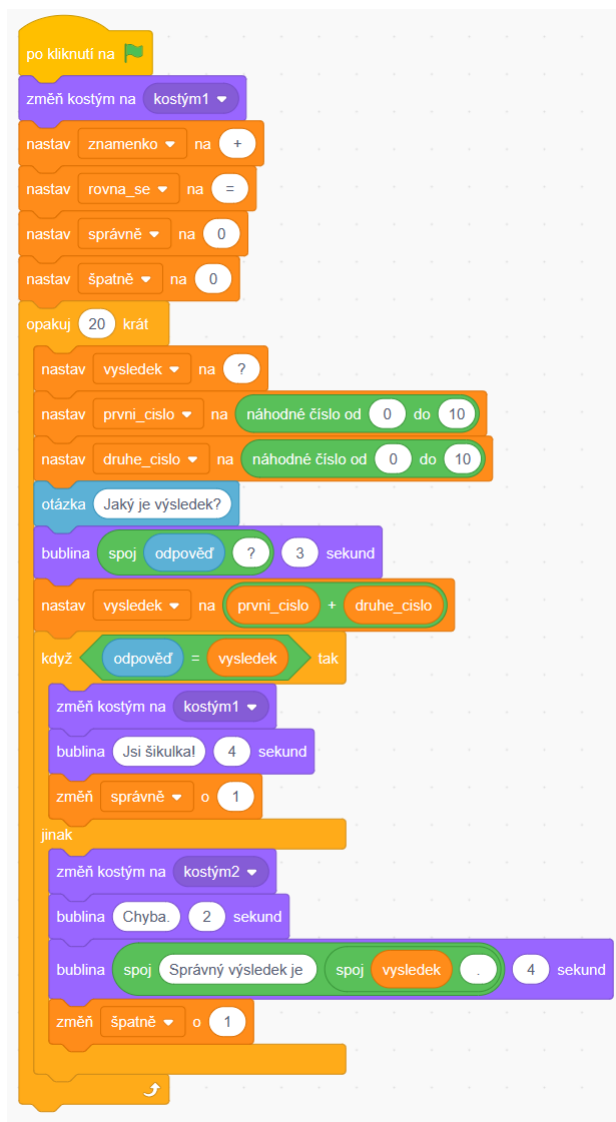 po kliknutí na
změň kostým na kostým1
nastav znamenko na +
nastav rovna_se na =
nastav správně na 0
nastav špatně na 0
opakuj 20 krát
nastav vysledek na ?
nastav prvni_cislo na náhodné číslo od 0 do 10
nastav druhe_cislo na náhodné číslo od 0 do 10
otázka Jaký je výsledek?
bublina spoj odpověď ? 3 sekund
nastav vysledek na prvni_cislo + druhe_cislo
když odpověď = vysledek tak
změň kostým na kostým1
bublina Jsi šikulka! 4 sekund
změň správně o 1
jinak
změň kostým na kostým2
bublina Chyba. 2 sekund
bublina spoj Správný výsledek je spoj vysledek . 4 sekund
změň špatně o 1